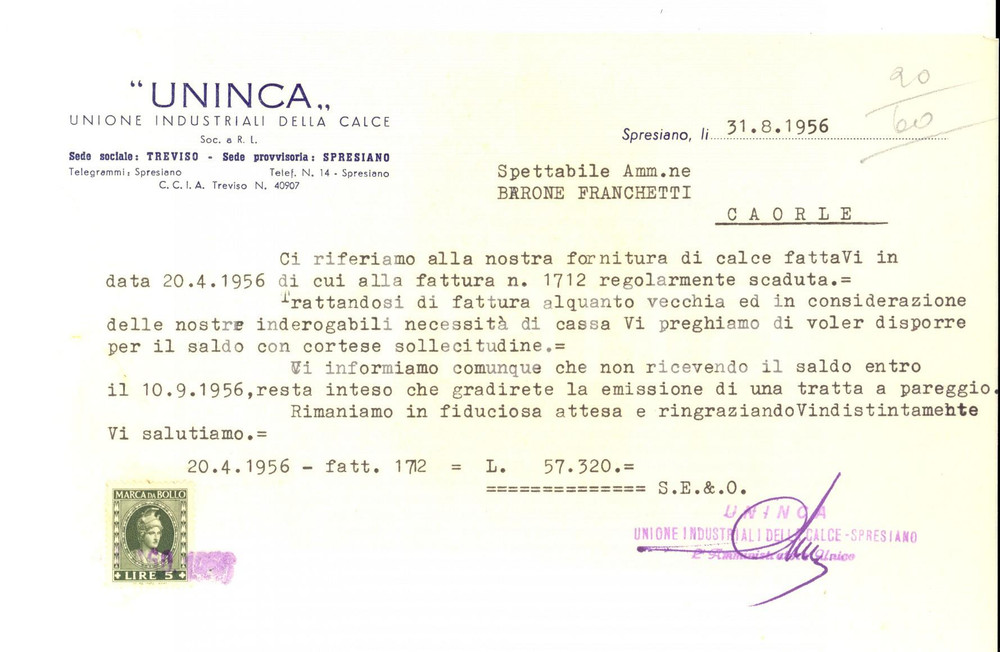 20
60
"UNINCA„
UNIONE INDUSTRIALI DELLA CALCE
Soc. a R. L.
Sede sociale: TREVISO - Sede provvisoria: SPRESIANO
Telegrammi: Spresiano Telef. N. 14 - Spresiano
C. C. I. A. Treviso N. 40907
Spresiano, li 31.8.1956
Spettabile Amm.ne
BARONE FRANCHETTI
CAORLE
Ci riferiamo alla nostra fornitura di calce fattaVi in
data 20.4.1956 di cui alla fattura n. 1712 regolarmente scaduta.=
Trattandosi di fattura alquanto vecchia ed in considerazione
delle nostre inderogabili necessità di cassa Vi preghiamo di voler disporre
per il saldo con cortese sollecitudine.=
Vi informiamo comunque che non ricevendo il saldo entro
il 10.9.1956,resta inteso che gradirete la emissione di una tratta a pareggio.
Rimaniamo in fiduciosa attesa e ringraziandoVindistintamehte
Vi salutiamo.=
20.4.1956 - fatt. 1712 = L. 57.320.=
============== S.E.&.O.
MARCA DA BOLLO
LIRE 5
UNINCA
UNIONE INDUSTRIALI DELLA CALCE - SPRESIANO
L'Amministratore Unico